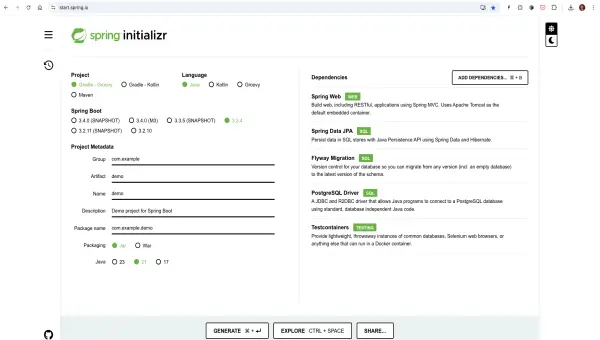 start.spring.io
spring initializr
Project
Gradle - Groovy
Gradle - Kotlin
Maven
Language
Java
Kotlin
Groovy
Spring Boot
3.4.0 (SNAPSHOT)
3.4.0 (M3)
3.3.5 (SNAPSHOT)
3.3.4
3.2.11 (SNAPSHOT)
3.2.10
Project Metadata
Group com.example
Artifact demo
Name demo
Description Demo project for Spring Boot
Package name com.example.demo
Packaging Jar War
Java 23 21 17
Dependencies
ADD DEPENDENCIES... ⌘ + B
Spring Web WEB
Build web, including RESTful, applications using Spring MVC. Uses Apache Tomcat as the
default embedded container.
Spring Data JPA SQL
Persist data in SQL stores with Java Persistence API using Spring Data and Hibernate.
Flyway Migration SQL
Version control for your database so you can migrate from any version (incl. an empty database)
to the latest version of the schema.
PostgreSQL Driver SQL
A JDBC and R2DBC driver that allows Java programs to connect to a PostgreSQL database
using standard, database independent Java code.
Testcontainers TESTING
Provide lightweight, throwaway instances of common databases, Selenium web browsers, or
anything else that can run in a Docker container.
GENERATE ⌘ + ↵
EXPLORE CTRL + SPACE
SHARE...